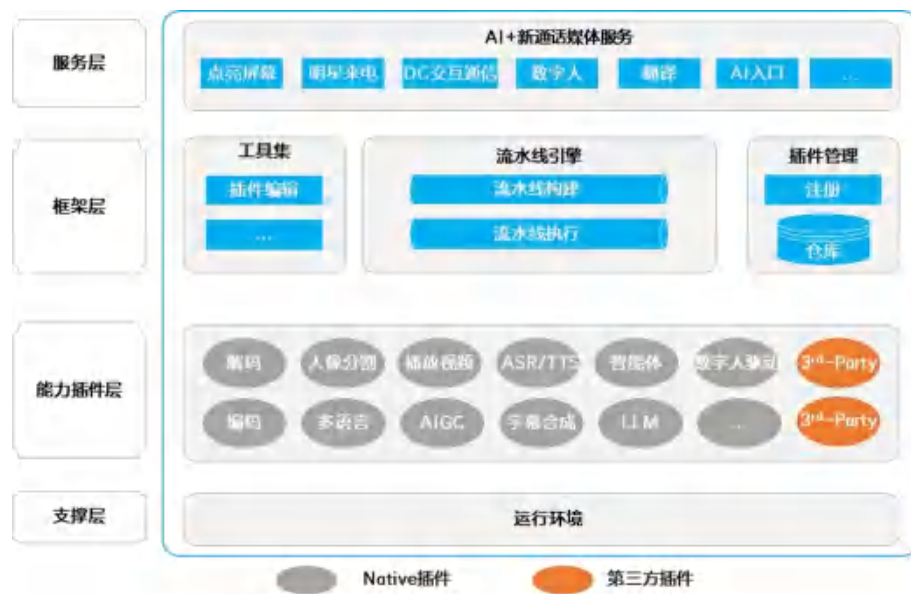 服务层
AI+新通话媒体服务
点亮屏幕 明星来电 DC交互通信 数字人 翻译 AI入口 ...
框架层
工具集
插件编辑
...
流水线引擎
流水线构建
流水线执行
插件管理
注册
仓库
能力插件层
解码 人像分割 播放视频 ASR/TTS 智能体 数字人驱动 3rd-Party
编码 多语言 AIGC 字幕合成 LLM ... 3rd-Party
支撑层
运行环境
Native插件 第三方插件